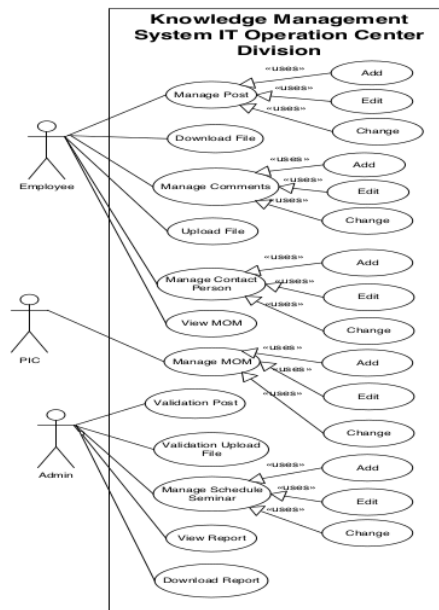 Knowledge Management
System IT Operation Center
Division
«uses»
Add
Manage Post
«uses»
Edit
«uses»
Change
Download File
Employee
«uses»
Add
Manage Comments
«uses»
Edit
«uses»
Change
Upload File
«uses»
Add
Manage Contact
Person
«uses»
Edit
«uses»
Change
View MOM
PIC
«uses»
Add
Manage MOM
«uses»
Edit
«uses»
Change
Validation Post
Admin
Validation Upload
File
«uses»
Add
Manage Schedule
Seminar
«uses»
Edit
«uses»
Change
View Report
Download Report